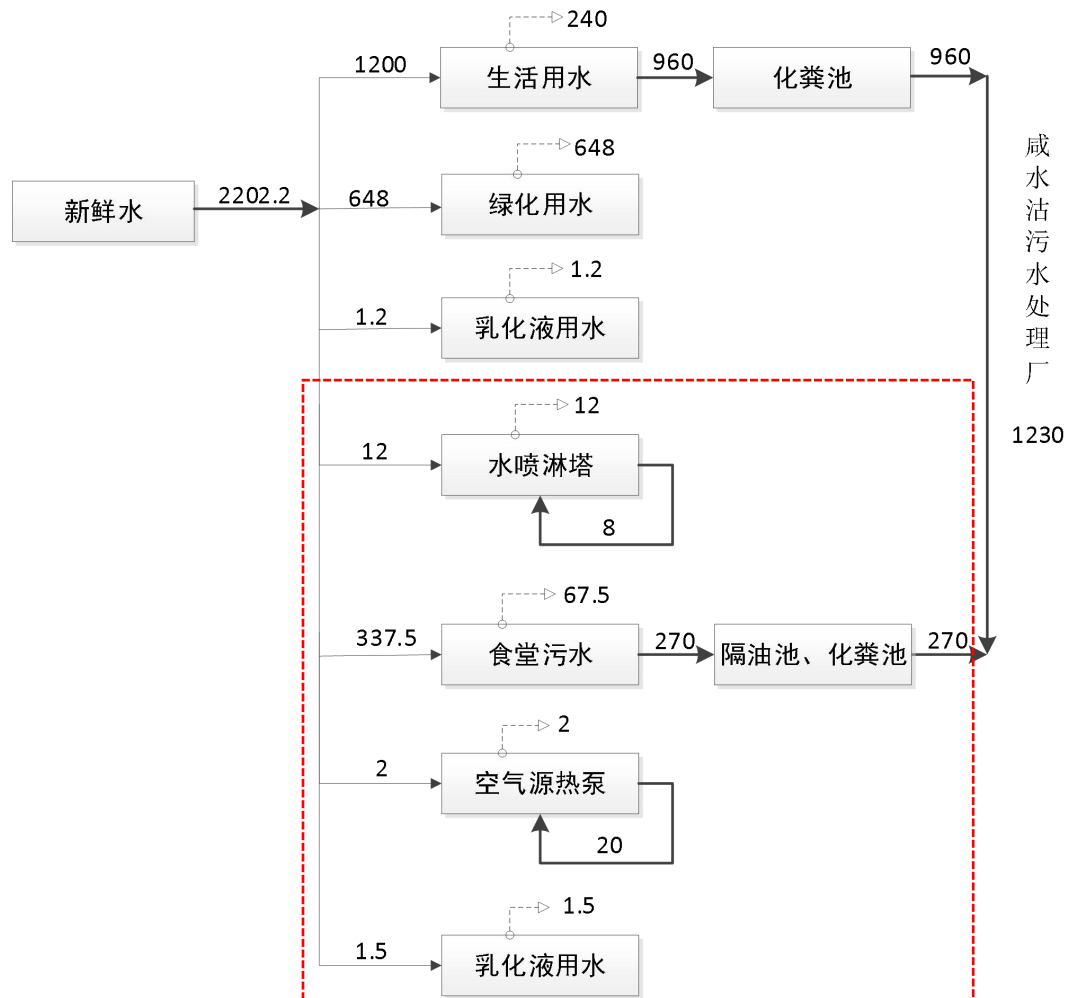 240
1200
生活用水
960
化粪池
960
咸水沽污水处理厂
648
新鲜水
2202.2
648
绿化用水
1.2
1.2
乳化液用水
12
12
水喷淋塔
8
1230
67.5
337.5
食堂污水
270
隔油池、化粪池
270
2
2
空气源热泵
20
1.5
1.5
乳化液用水